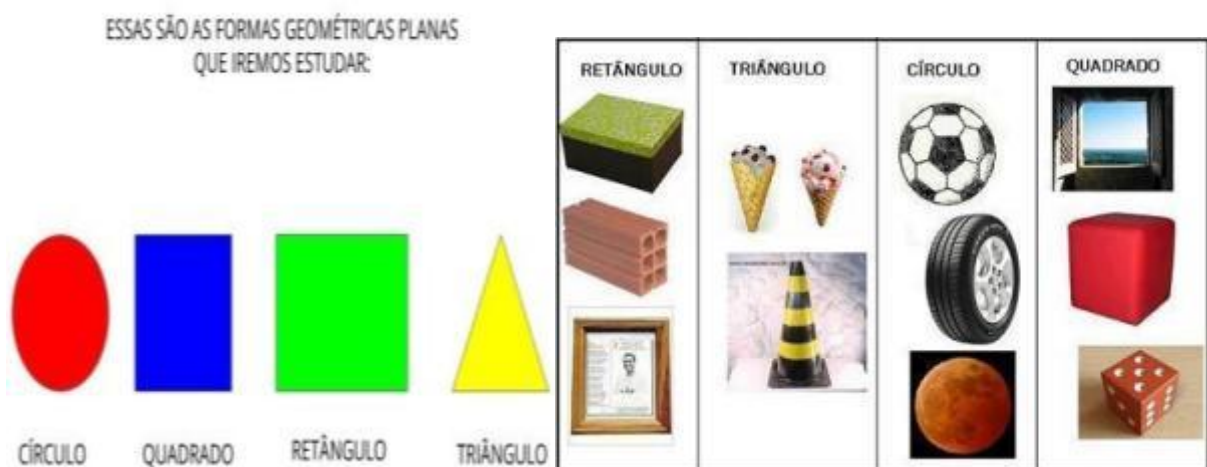 ESSAS SÃO AS FORMAS GEOMÉTRICAS PLANAS
QUE IREMOS ESTUDAR:
CÍRCULO
QUADRADO
RETÂNGULO
TRIÂNGULO
RETÂNGULO
TRIÂNGULO
CÍRCULO
QUADRADO